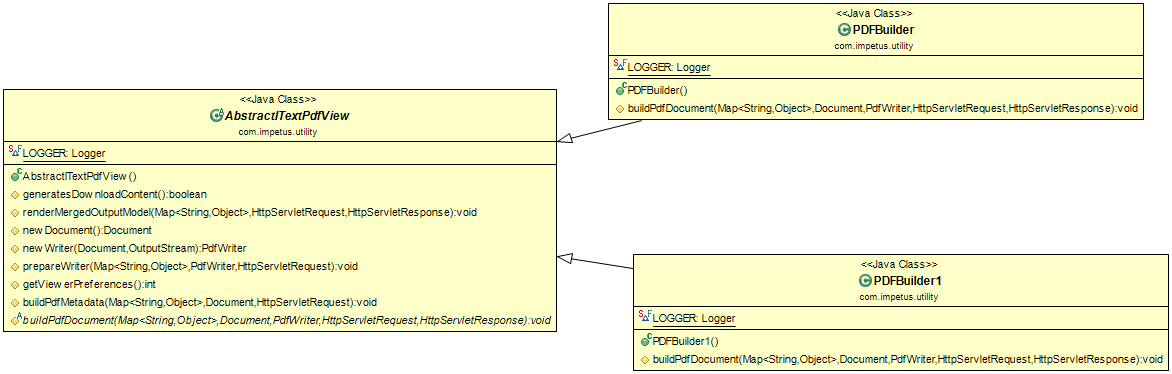 <<Java Class>>
PDFBuilder
com.impetus.utility
LOGGER: Logger
PDFBuilder()
buildPdfDocument(Map<String,Object>,Document,PdfWriter,HttpServletRequest,HttpServletResponse):void
<<Java Class>>
AbstractITextPdfView
com.impetus.utility
LOGGER: Logger
AbstractITextPdfView()
generatesDownloadContent():boolean
renderMergedOutputModel(Map<String,Object>,HttpServletRequest,HttpServletResponse):void
newDocument():Document
newWriter(Document,OutputStream):PdfWriter
prepareWriter(Map<String,Object>,PdfWriter,HttpServletRequest):void
getViewerPreferences():int
buildPdfMetadata(Map<String,Object>,Document,HttpServletRequest):void
buildPdfDocument(Map<String,Object>,Document,PdfWriter,HttpServletRequest,HttpServletResponse):void
<<Java Class>>
PDFBuilder1
com.impetus.utility
LOGGER: Logger
PDFBuilder1()
buildPdfDocument(Map<String,Object>,Document,PdfWriter,HttpServletRequest,HttpServletResponse):void